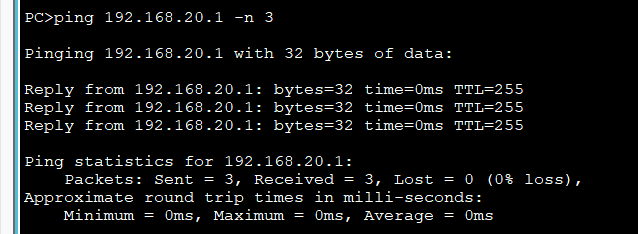 PC>ping 192.168.20.1 -n 3
Pinging 192.168.20.1 with 32 bytes of data:
Reply from 192.168.20.1: bytes=32 time=0ms TTL=255
Reply from 192.168.20.1: bytes=32 time=0ms TTL=255
Reply from 192.168.20.1: bytes=32 time=0ms TTL=255
Ping statistics for 192.168.20.1:
    Packets: Sent = 3, Received = 3, Lost = 0 (0% loss),
Approximate round trip times in milli-seconds:
    Minimum = 0ms, Maximum = 0ms, Average = 0ms